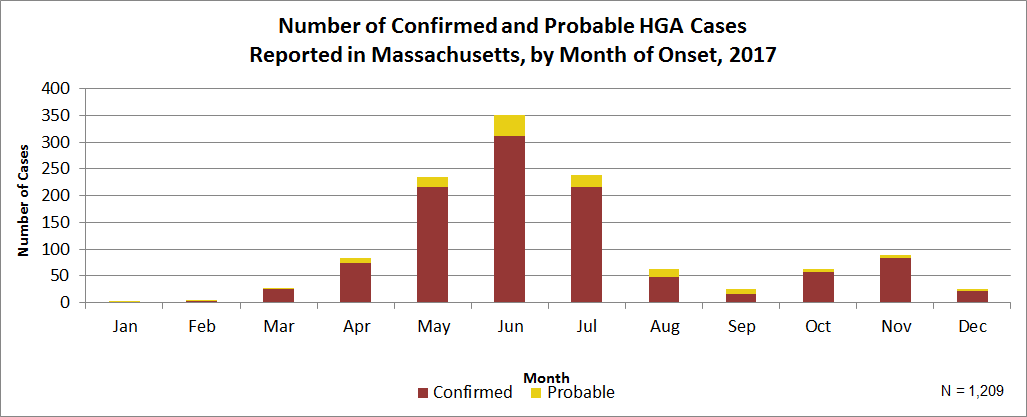 Number of Confirmed and Probable HGA Cases
Reported in Massachusetts, by Month of Onset, 2017
400
350
300
250
200
150
100
50
0
Number of Cases
Jan Feb Mar Apr May Jun Jul Aug Sep Oct Nov Dec
Month
Confirmed Probable
N = 1,209